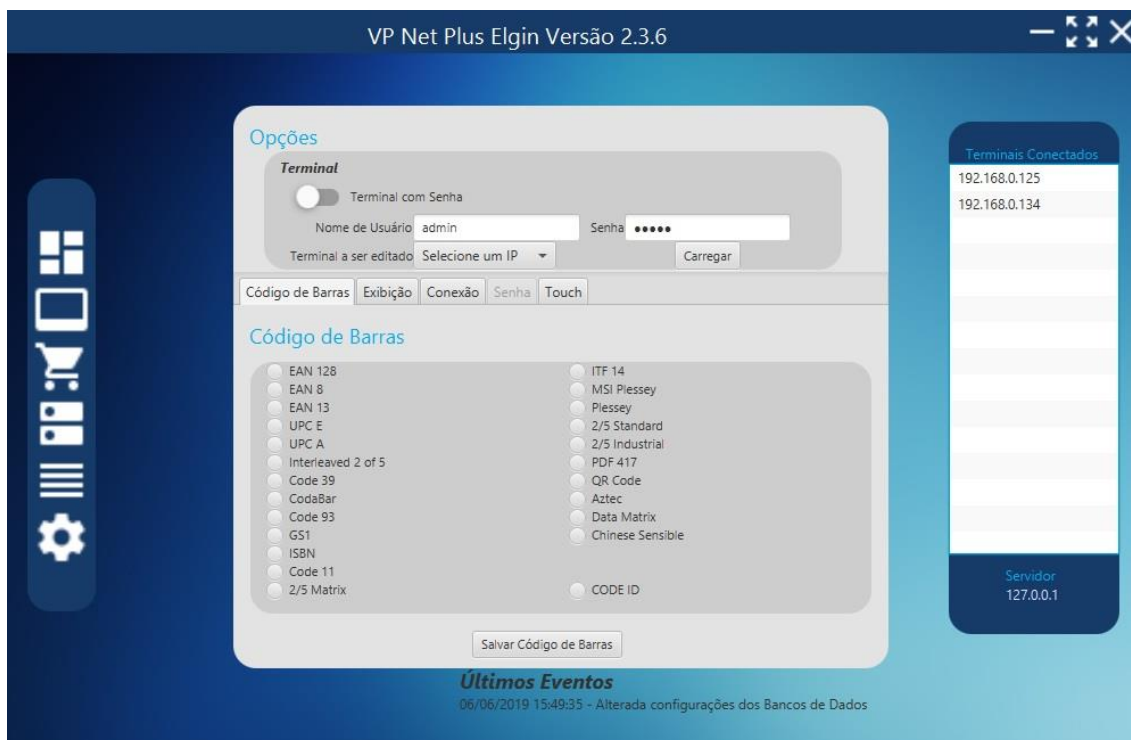 VP Net Plus Elgin Versão 2.3.6
Opções
Terminal
Terminal com Senha
Nome de Usuário admin Senha •••••
Terminal a ser editado Selecione um IP Carregar
Código de Barras Exibição Conexão Senha Touch
Código de Barras
EAN 128 ITF 14
EAN 8 MSI Plessey
EAN 13 Plessey
UPC E 2/5 Standard
UPC A 2/5 Industrial
Interleaved 2 of 5 PDF 417
Code 39 QR Code
CodaBar Aztec
Code 93 Data Matrix
GS1 Chinese Sensible
ISBN
Code 11
2/5 Matrix CODE ID
Salvar Código de Barras
Últimos Eventos
06/06/2019 15:49:35 - Alterada configurações dos Bancos de Dados
Terminais Conectados
192.168.0.125
192.168.0.134
Servidor
127.0.0.1